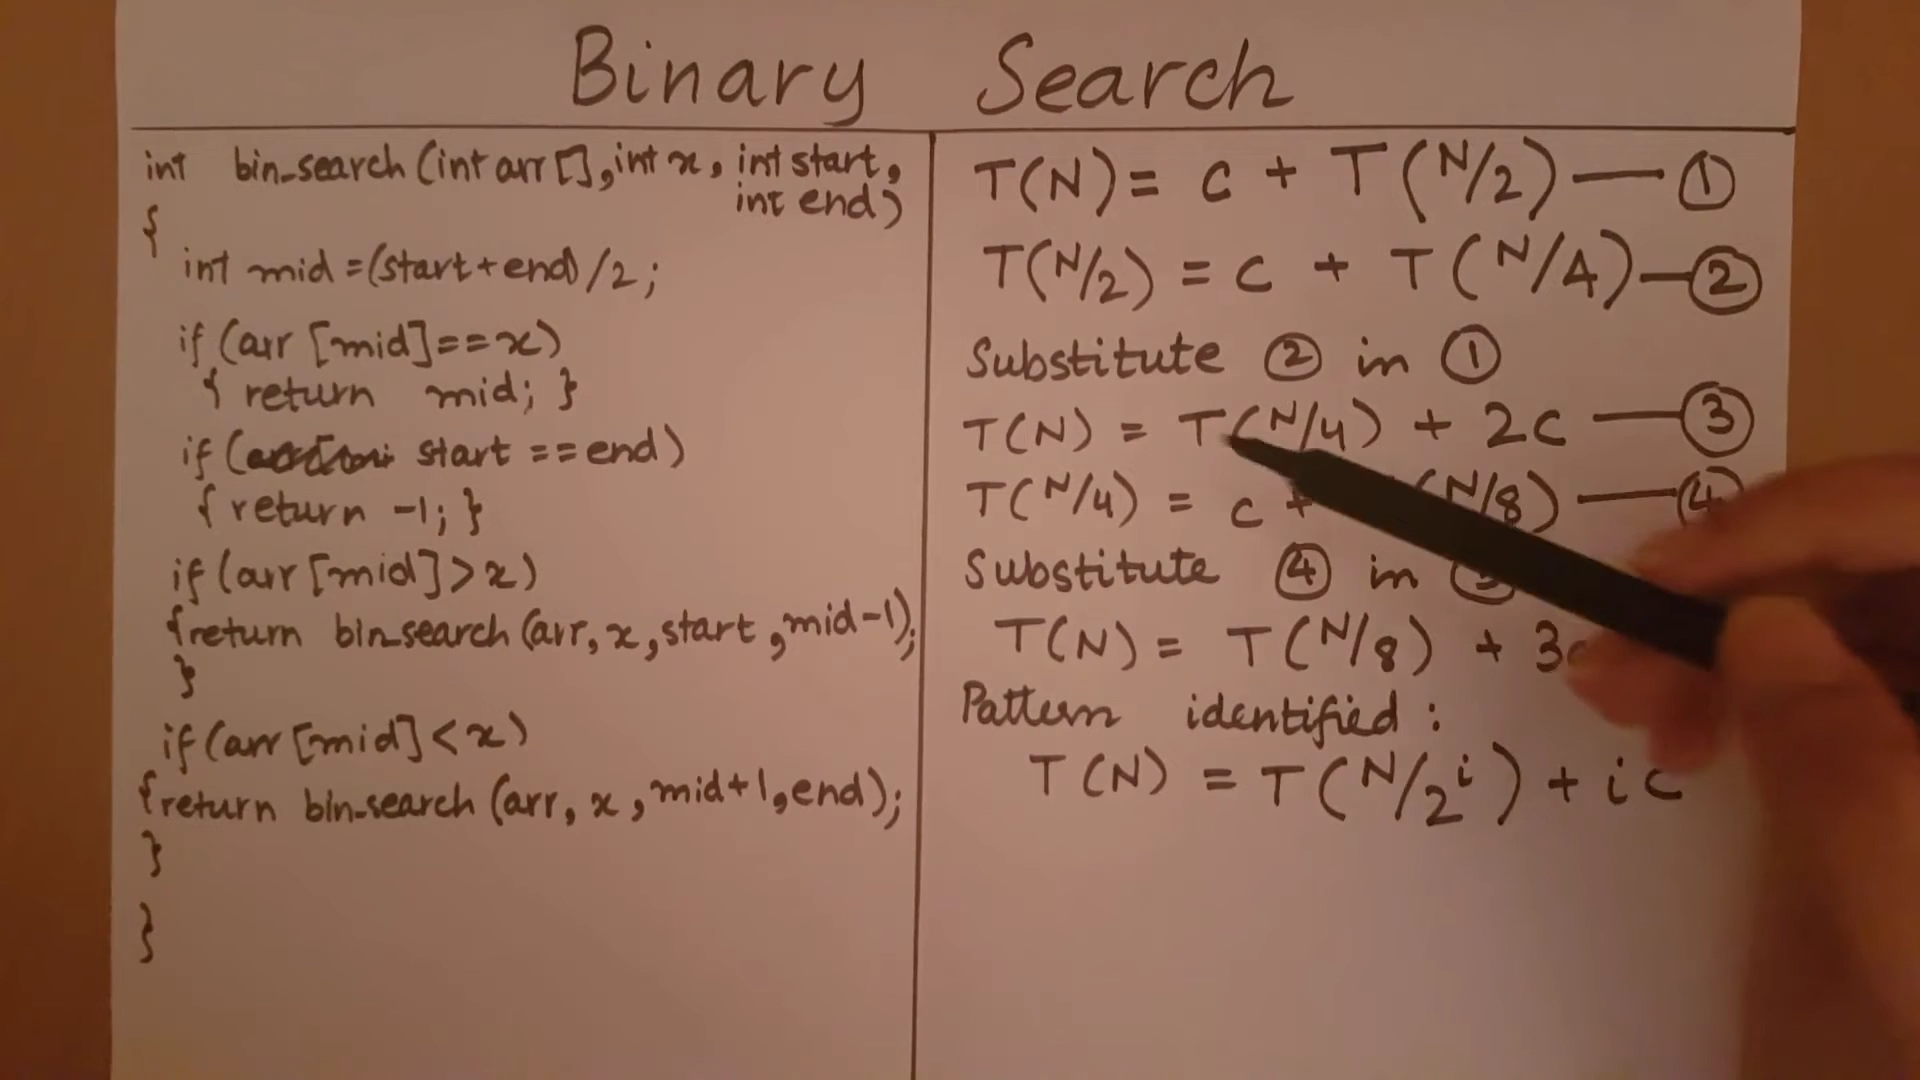 Binary Search
int bin_search(int arr[], int x, int start,
int end)
{
int mid=(start+end)/2;
if(arr[mid]==x)
{ return mid; }
if( start ==end)
{ return -1; }
if(arr[mid]>x)
{return bin_search(arr, x, start, mid-1);
}
if(arr[mid]<x)
{return bin_search(arr, x, mid+1, end);
}
}
T(N) = c + T(N/2) — ①
T(N/2) = c + T(N/4) — ②
Substitute ② in ①
T(N) = T(N/4) + 2c — ③
T(N/4) = c + (N/8) — ④
Substitute ④ in
T(N) = T(N/8) + 3c
Pattern identified :
T(N) = T(N/2ⁱ) + ic